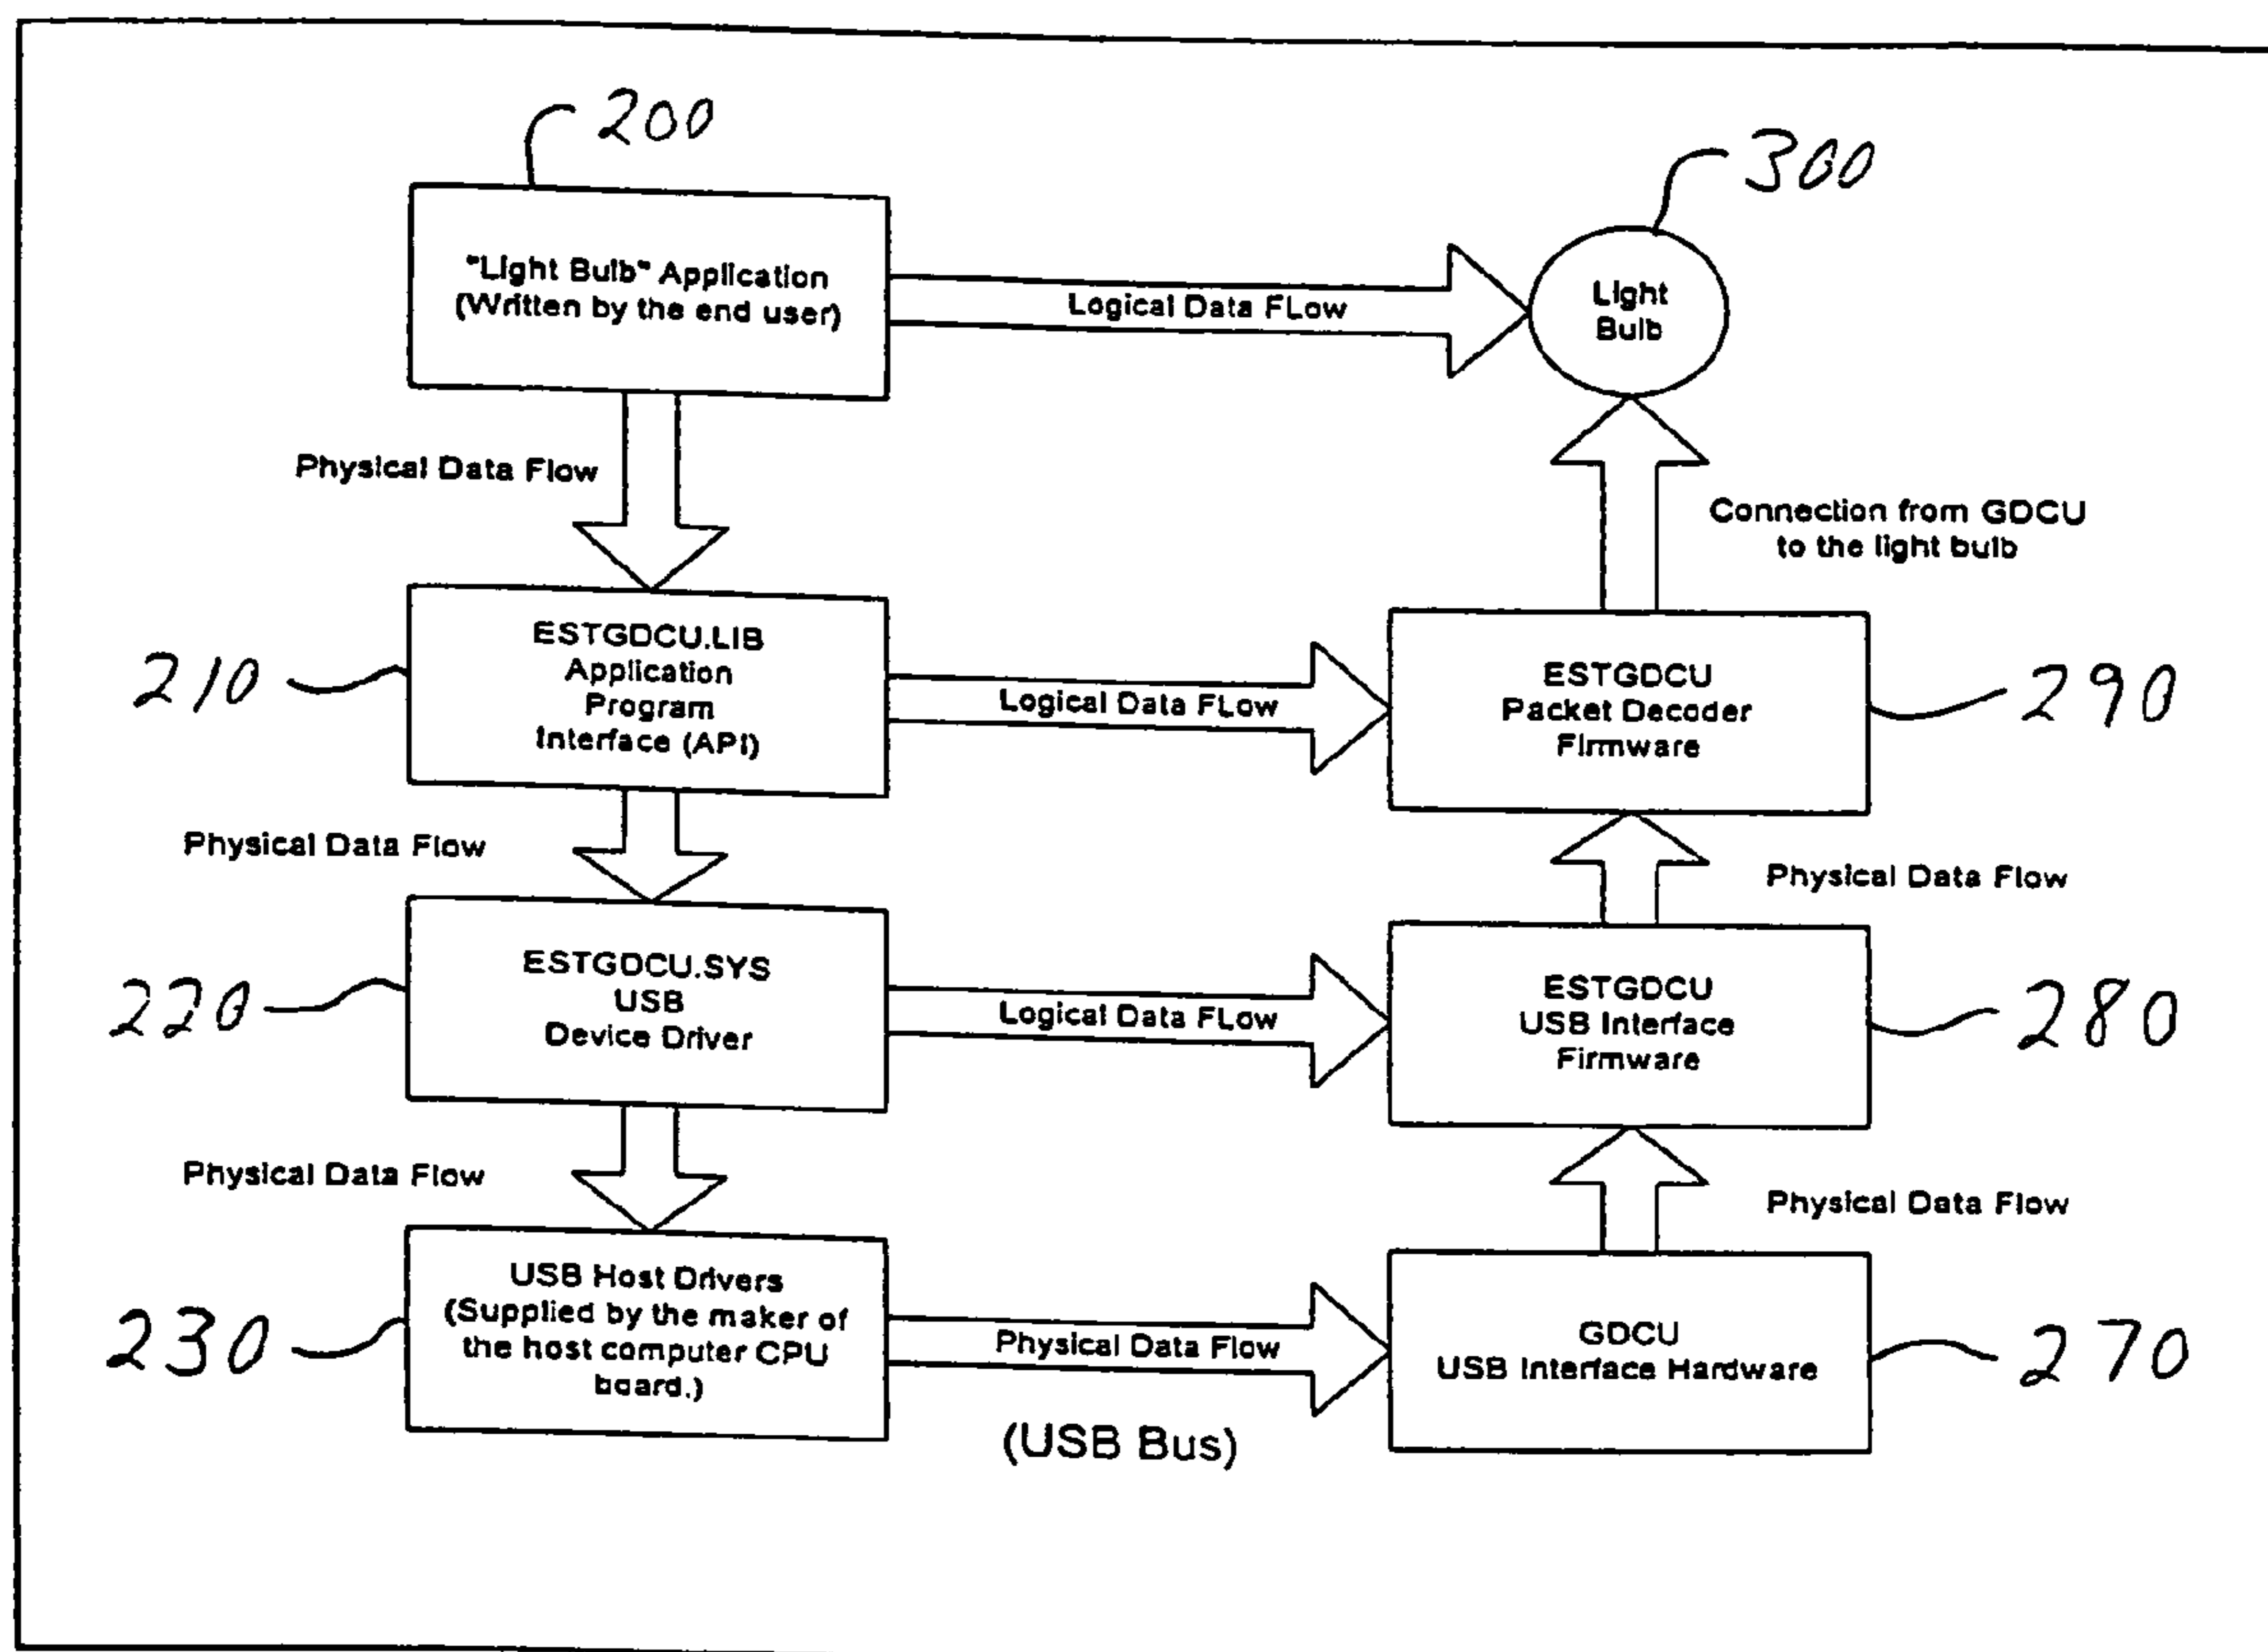 200
300
"Light Bulb" Application
(Written by the end user)
Logical Data FLow
Light
Bulb
Physical Data Flow
Connection from GDCU
to the light bulb
210
ESTGDCU.LIB
Application
Program
Interface (API)
Logical Data FLow
ESTGDCU
Packet Decoder
Firmware
290
Physical Data Flow
Physical Data Flow
220
ESTGDCU.SYS
USB
Device Driver
Logical Data FLow
ESTGDCU
USB Interface
Firmware
280
Physical Data Flow
Physical Data Flow
230
USB Host Drivers
(Supplied by the maker of
the host computer CPU
board.)
Physical Data Flow
(USB Bus)
GDCU
USB Interface Hardware
270